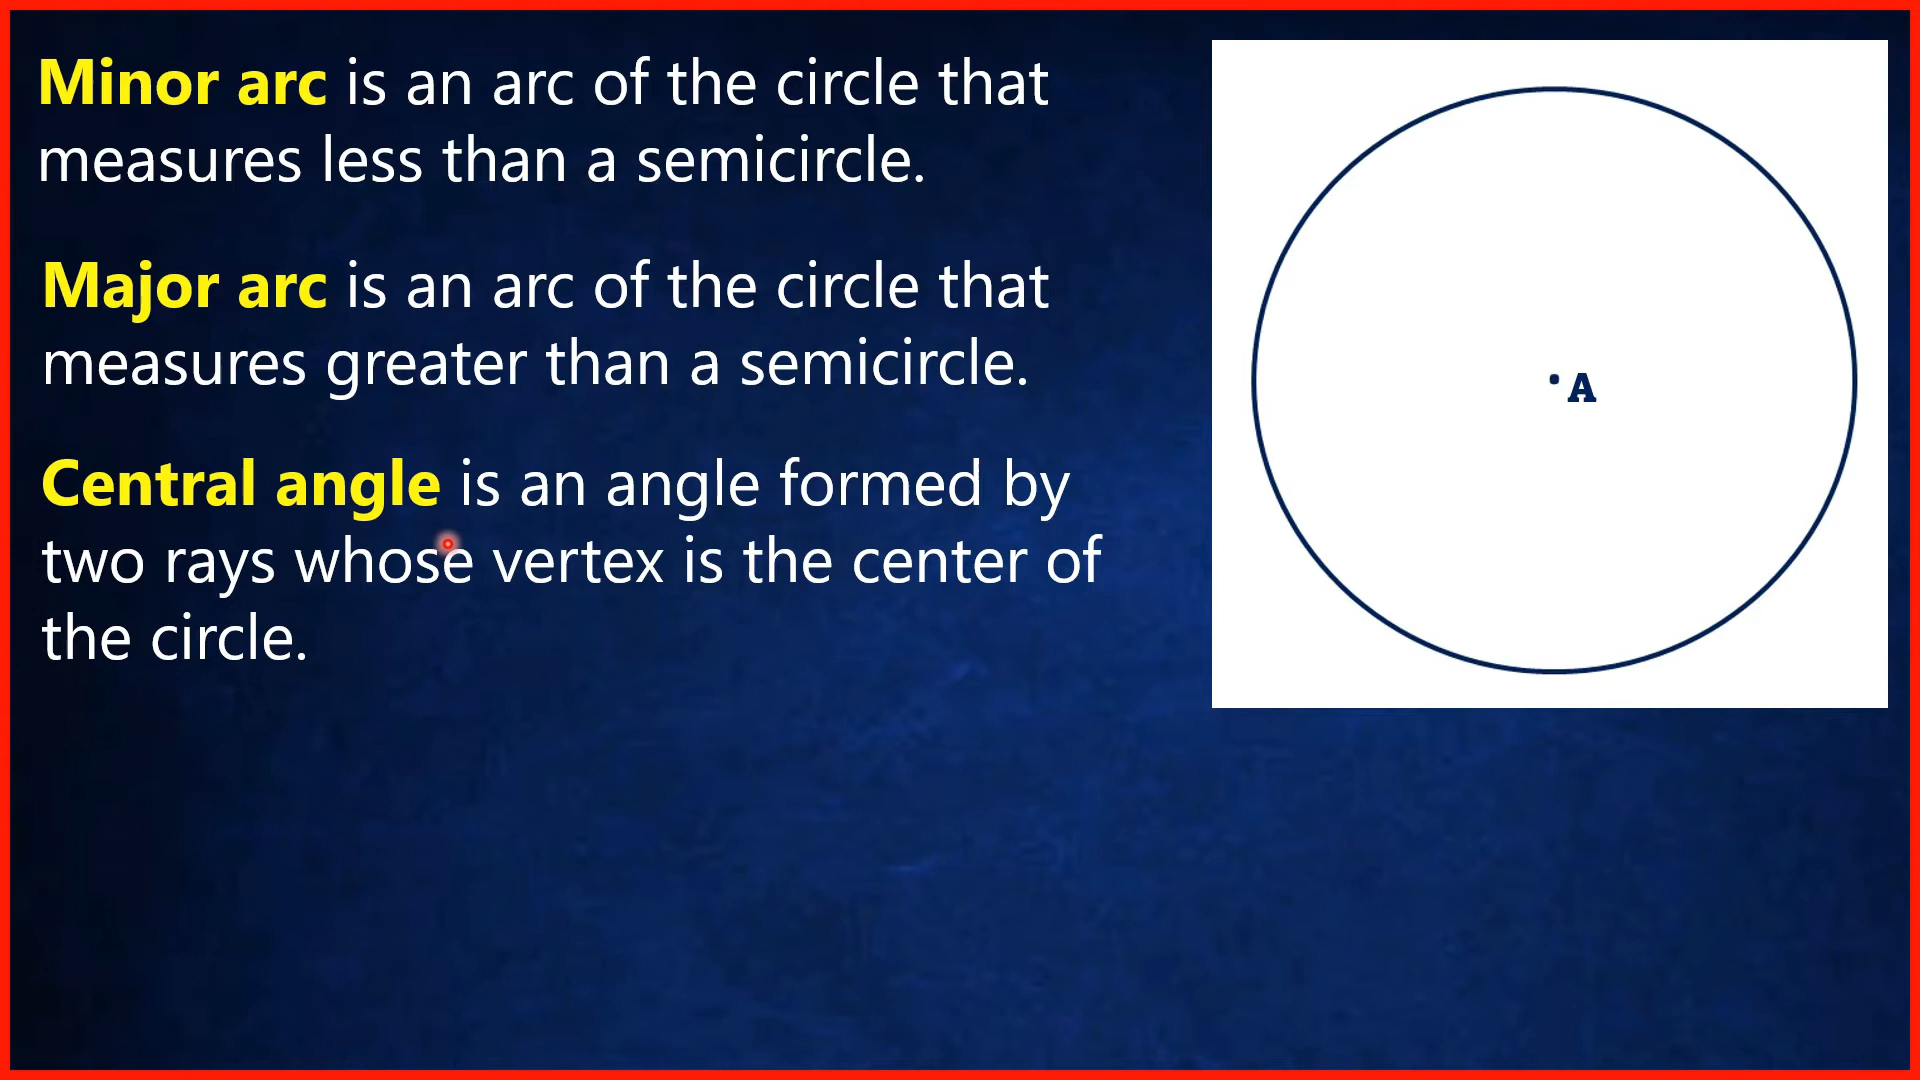 Minor arc is an arc of the circle that
measures less than a semicircle.
Major arc is an arc of the circle that
measures greater than a semicircle.
Central angle is an angle formed by
two rays whose vertex is the center of
the circle.
A